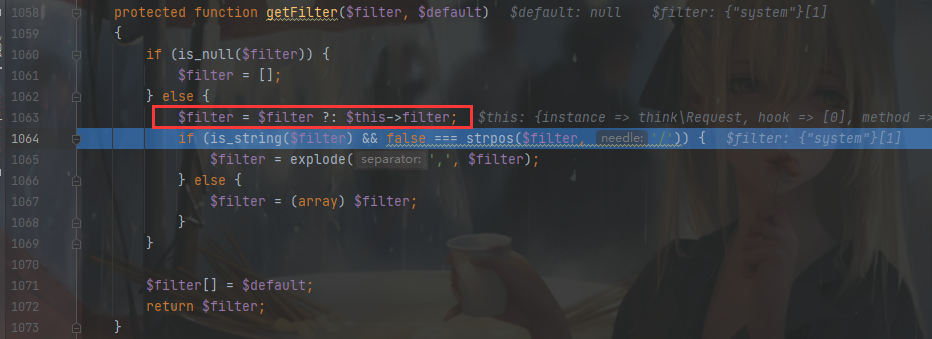 1058 protected function getFilter($filter, $default) $default: null $filter: {"system"}[1]
1059 {
1060 if (is_null($filter)) {
1061 $filter = [];
1062 } else {
1063 $filter = $filter ?: $this->filter; $this: {instance => think\Request, hook => [0], method =>
1064 if (is_string($filter) && false === strpos($filter, needle: '/')) { $filter: {"system"}[1]
1065 $filter = explode( separator: ',', $filter);
1066 } else {
1067 $filter = (array) $filter;
1068 }
1069 }
1070
1071 $filter[] = $default;
1072 return $filter;
1073 }